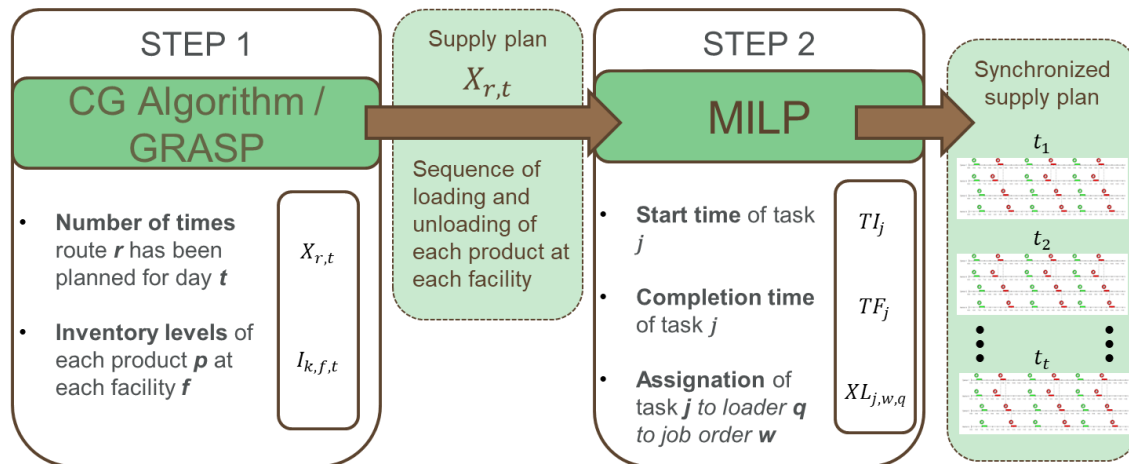 STEP 1
CG Algorithm /
GRASP
• Number of times
route r has been
planned for day t
X_{r,t}
• Inventory levels of
each product p at
each facility f
I_{k,f,t}
Supply plan
X_{r,t}
Sequence of
loading and
unloading of
each product at
each facility
STEP 2
MILP
• Start time of task
j
TI_j
• Completion time
of task j
TF_j
• Assignation of
task j to loader q
to job order w
XL_{j,w,q}
Synchronized
supply plan
t_1
t_2
t_t